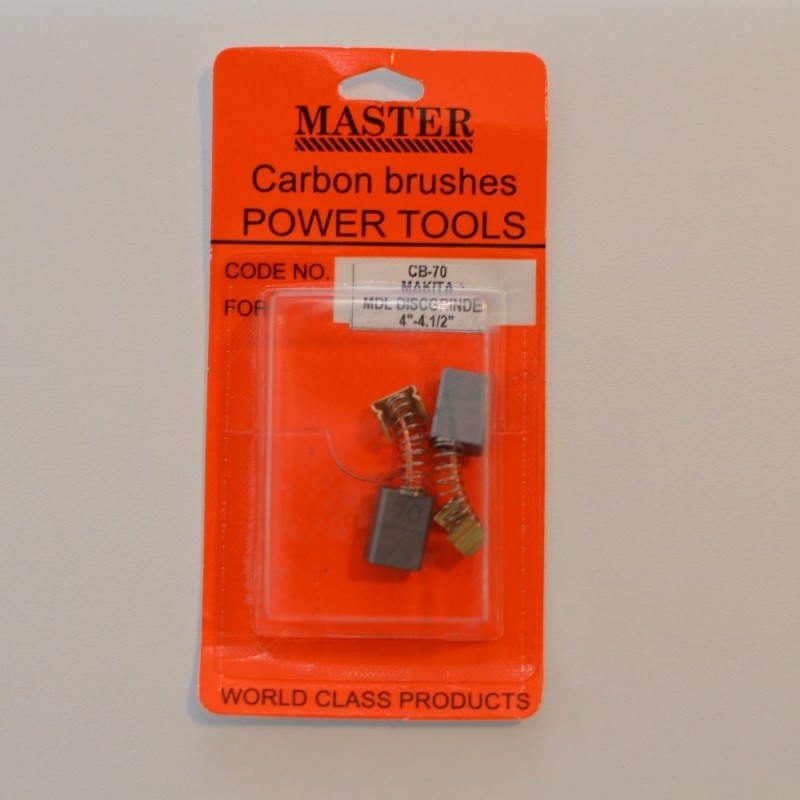 MASTER
Carbon brushes
POWER TOOLS
CODE NO. CB-70
FOR MAKITA
MDL DISCGRINDE
4"-4.1/2"
70
WORLD CLASS PRODUCTS